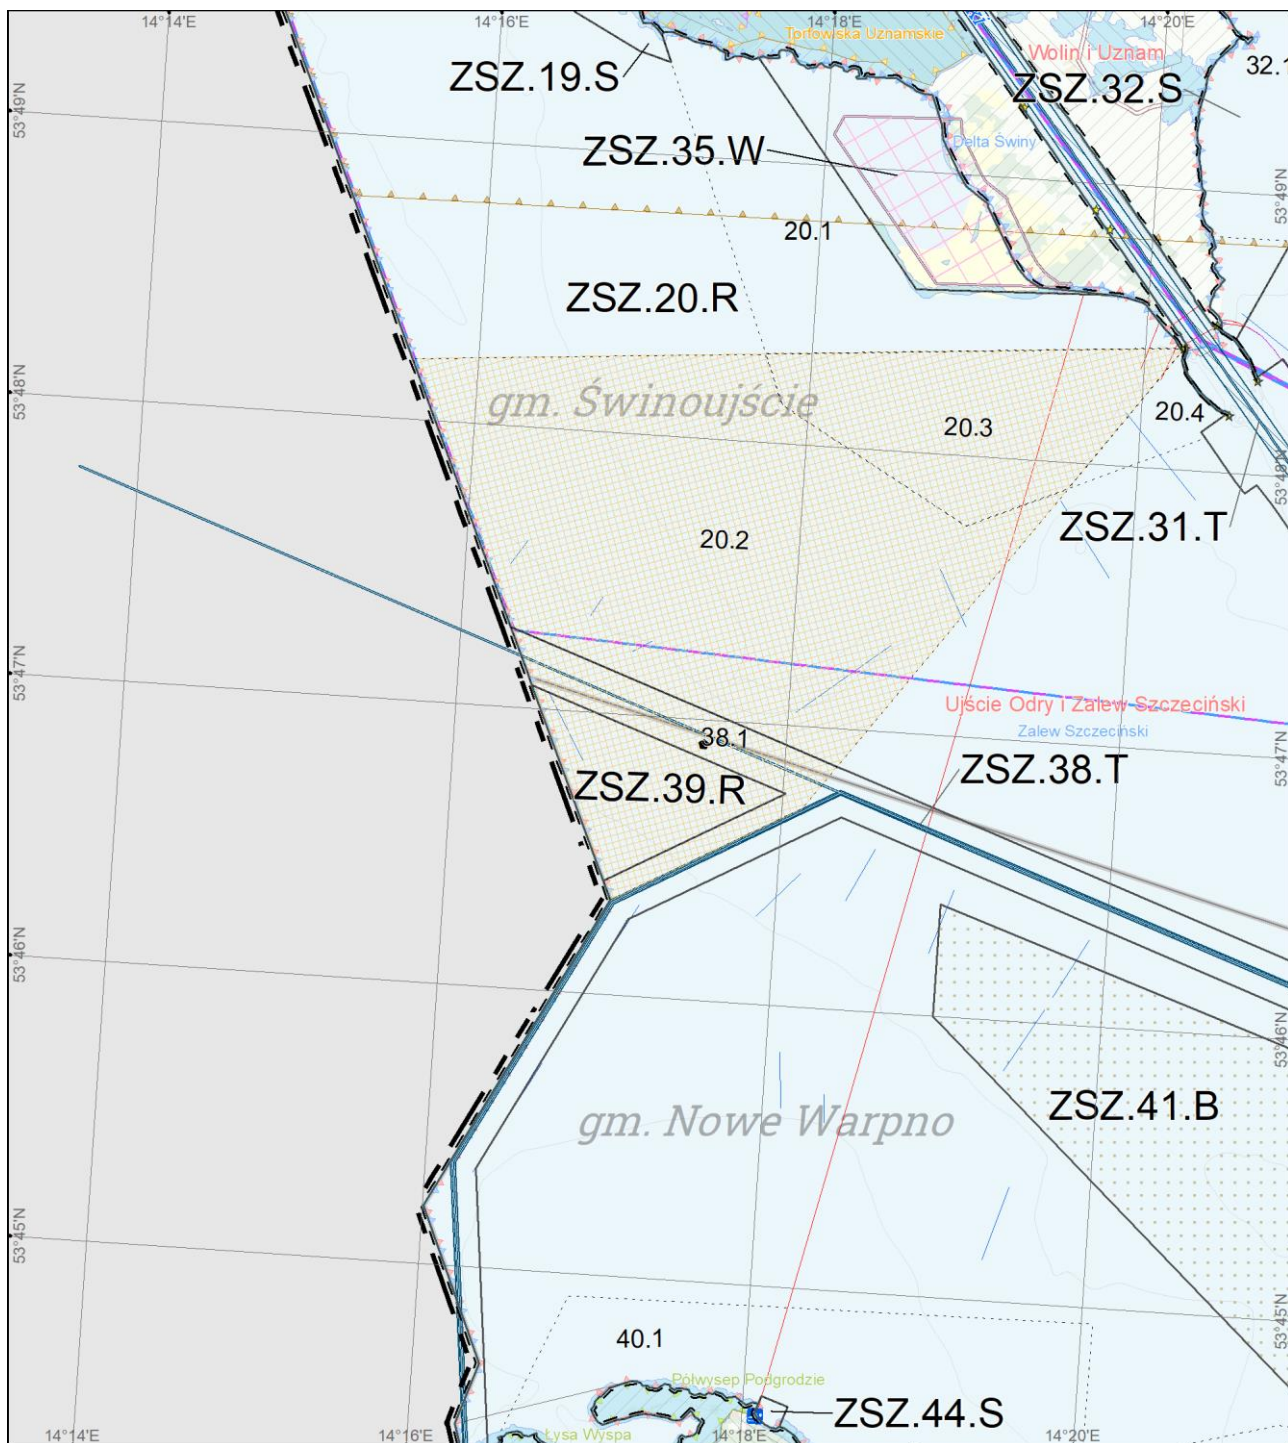 14°14'E
14°16'E
14°18'E
14°20'E
Torfowiska Uznamskie
Wolin i Uznam
32.1
ZSZ.19.S
ZSZ.32.S
53°49'N
ZSZ.35.W
Delta Świny
53°49'N
20.1
ZSZ.20.R
53°48'N
gm. Świnoujście
20.3
20.4
53°48'N
20.2
ZSZ.31.T
53°47'N
Ujście Odry i Zalew Szczeciński
Zalew Szczeciński
38.1
53°47'N
ZSZ.39.R
ZSZ.38.T
53°46'N
53°46'N
ZSZ.41.B
gm. Nowe Warpno
53°45'N
53°45'N
40.1
Półwysep Podgrodzie
ZSZ.44.S
Łysa Wyspa
14°14'E
14°16'E
14°18'E
14°20'E